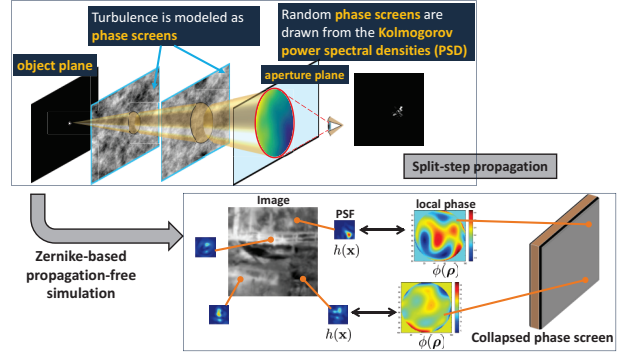 Turbulence is modeled as
phase screens
Random phase screens are
drawn from the Kolmogorov
power spectral densities (PSD)
object plane
aperture plane
Split-step propagation
Zernike-based
propagation-free
simulation
Image
PSF
local phase
h(x)
ϕ(ρ)
h(x)
ϕ(ρ)
Collapsed phase screen